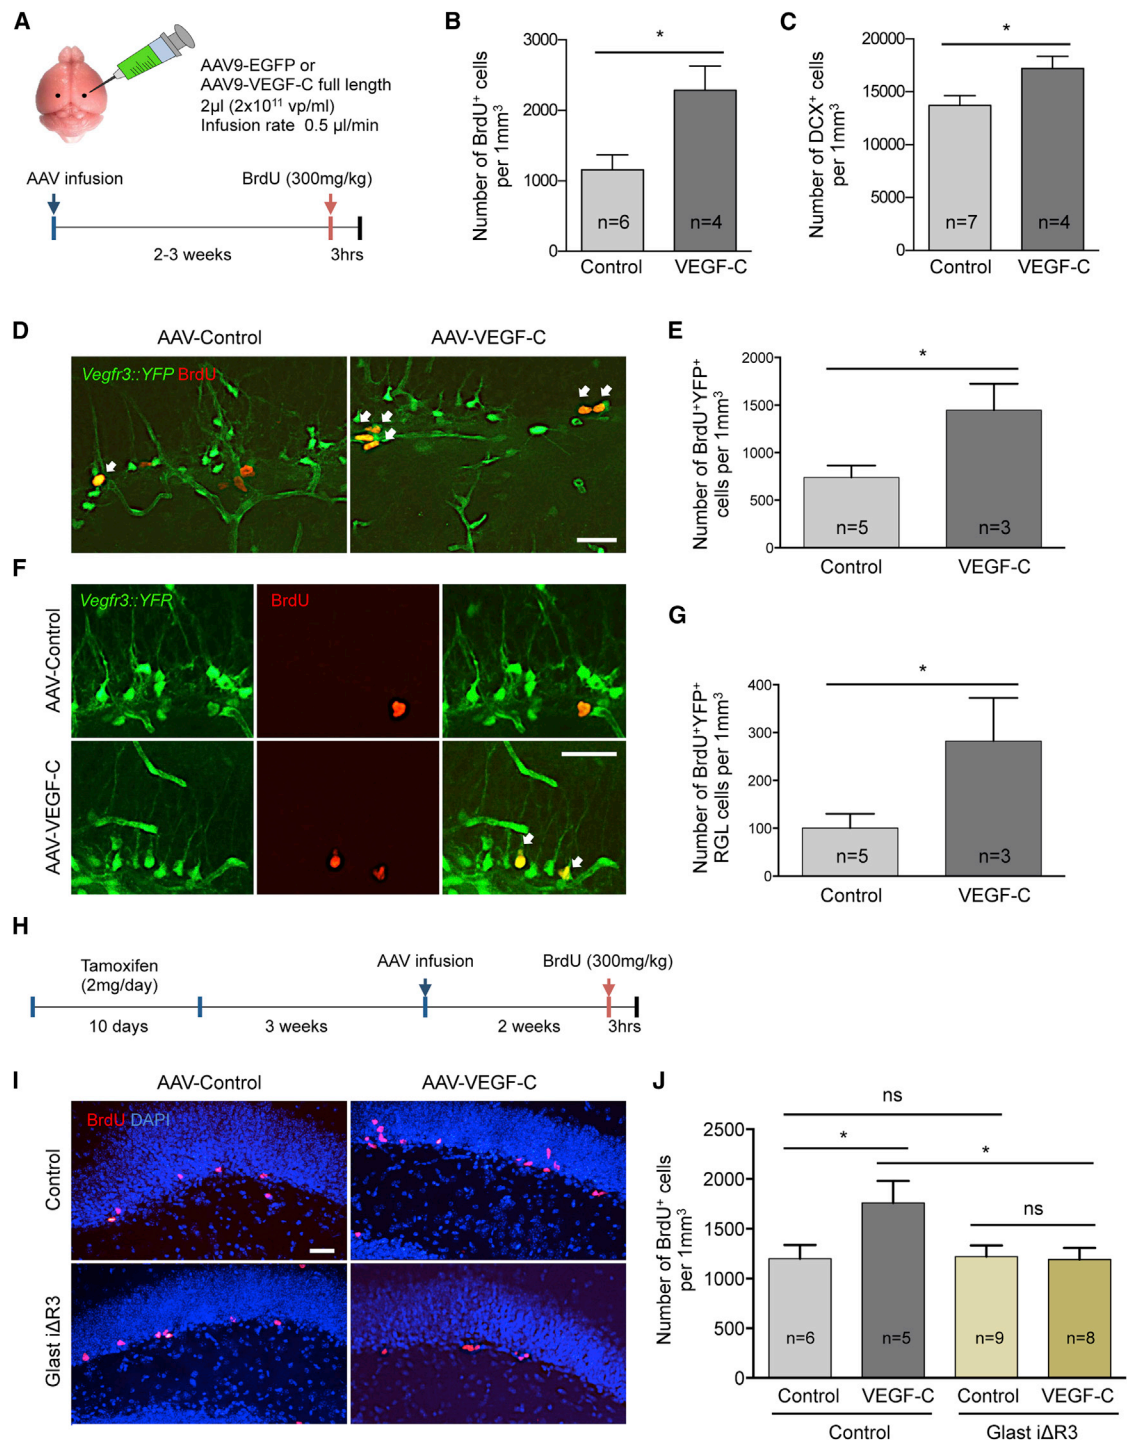 A
AAV9-EGFP or
AAV9-VEGF-C full length
2µl (2x10¹¹ vp/ml)
Infusion rate 0.5 µl/min
AAV infusion
BrdU (300mg/kg)
2-3 weeks
3hrs
B
Number of BrdU⁺ cells
per 1mm³
3000
2000
1000
0
*
n=6
n=4
Control
VEGF-C
C
Number of DCX⁺ cells
per 1mm³
20000
15000
10000
5000
0
*
n=7
n=4
Control
VEGF-C
D
AAV-Control
AAV-VEGF-C
Vegfr3::YFP BrdU
E
Number of BrdU⁺YFP⁺
cells per 1mm³
2000
1500
1000
500
0
*
n=5
n=3
Control
VEGF-C
F
AAV-Control
AAV-VEGF-C
Vegfr3::YFP
BrdU
G
Number of BrdU⁺YFP⁺
RGL cells per 1mm³
400
300
200
100
0
*
n=5
n=3
Control
VEGF-C
H
Tamoxifen
(2mg/day)
AAV infusion
BrdU (300mg/kg)
10 days
3 weeks
2 weeks
3hrs
I
AAV-Control
AAV-VEGF-C
Control
Glast iΔR3
BrdU DAPI
J
Number of BrdU⁺ cells
per 1mm³
2500
2000
1500
1000
500
0
ns
*
*
ns
n=6
n=5
n=9
n=8
Control
VEGF-C
Control
VEGF-C
Control
Glast iΔR3